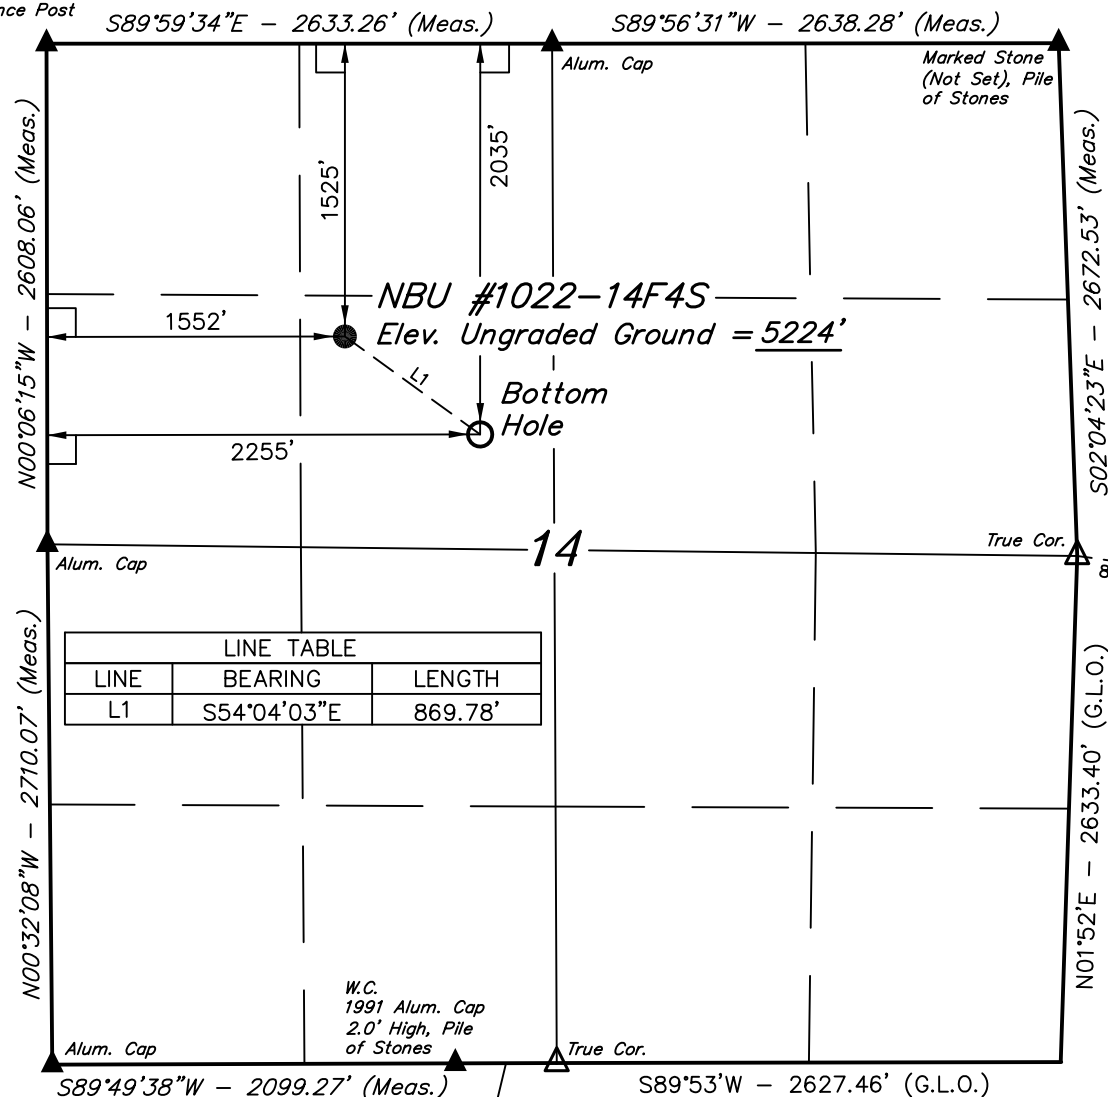 nce Post
S89°59'34"E - 2633.26' (Meas.)
S89°56'31"W - 2638.28' (Meas.)
Alum. Cap
Marked Stone
(Not Set), Pile
of Stones
N00°06'15"W - 2608.06' (Meas.)
1525'
2035'
S02°04'23"E - 2672.53' (Meas.)
NBU #1022-14F4S
1552'
Elev. Ungraded Ground = 5224'
L1
Bottom
Hole
2255'
14
True Cor.
Alum. Cap
LINE TABLE
LINE BEARING LENGTH
L1 S54°04'03"E 869.78'
N00°32'08"W - 2710.07' (Meas.)
N01°52'E - 2633.40' (G.L.O.)
W.C.
1991 Alum. Cap
2.0' High, Pile
of Stones
Alum. Cap
True Cor.
S89°49'38"W - 2099.27' (Meas.)
S89°53'W - 2627.46' (G.L.O.)